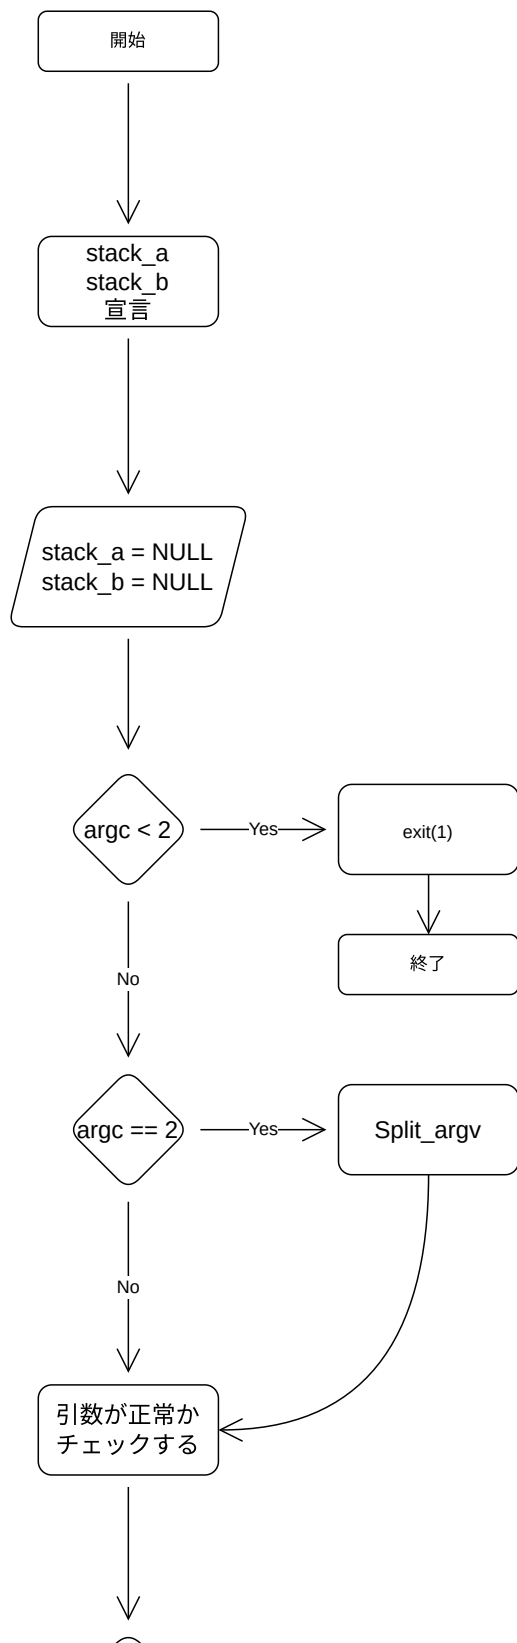 開始
stack_a
stack_b
宣言
stack_a = NULL
stack_b = NULL
argc < 2
Yes
exit(1)
終了
No
argc == 2
Yes
Split_argv
No
引数が正常か
チェックする